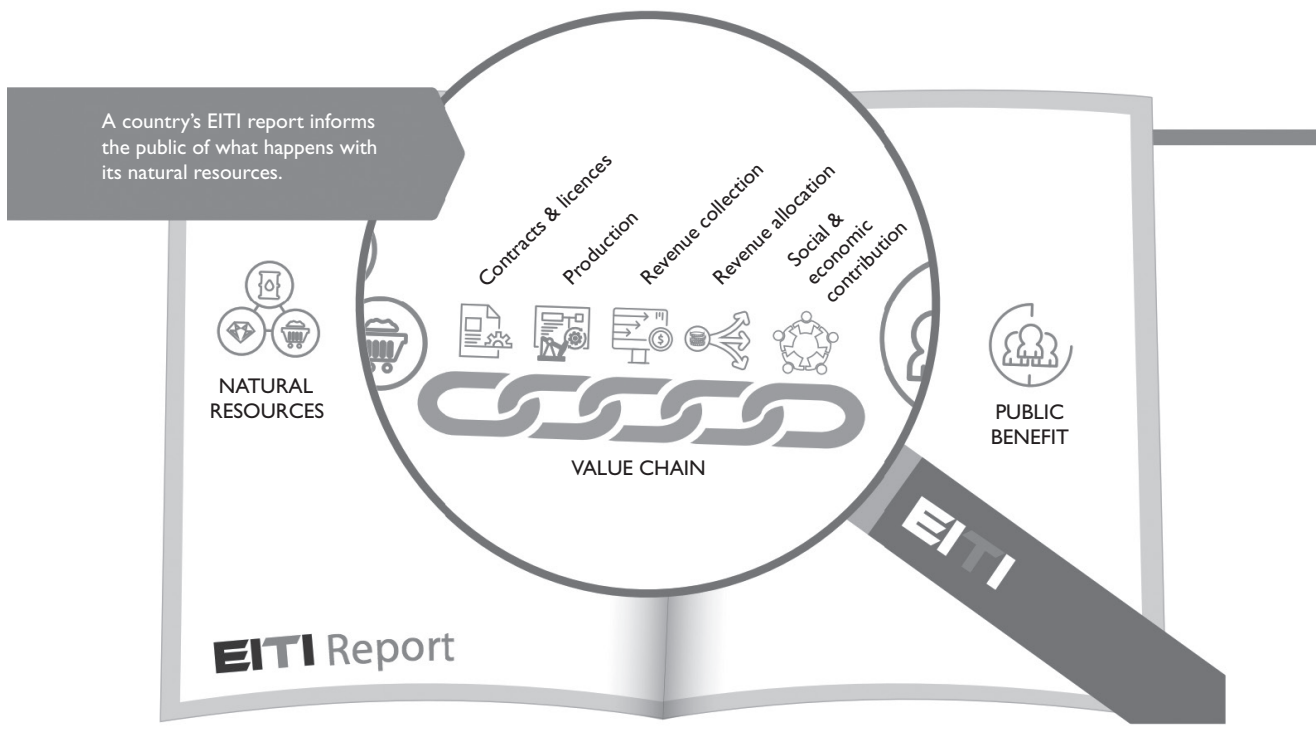 A country's EITI report informs
the public of what happens with
its natural resources.
Contracts & licences
Production
Revenue collection
Revenue allocation
Social &
economic
contribution
NATURAL
RESOURCES
VALUE CHAIN
PUBLIC
BENEFIT
EITI
EITI Report